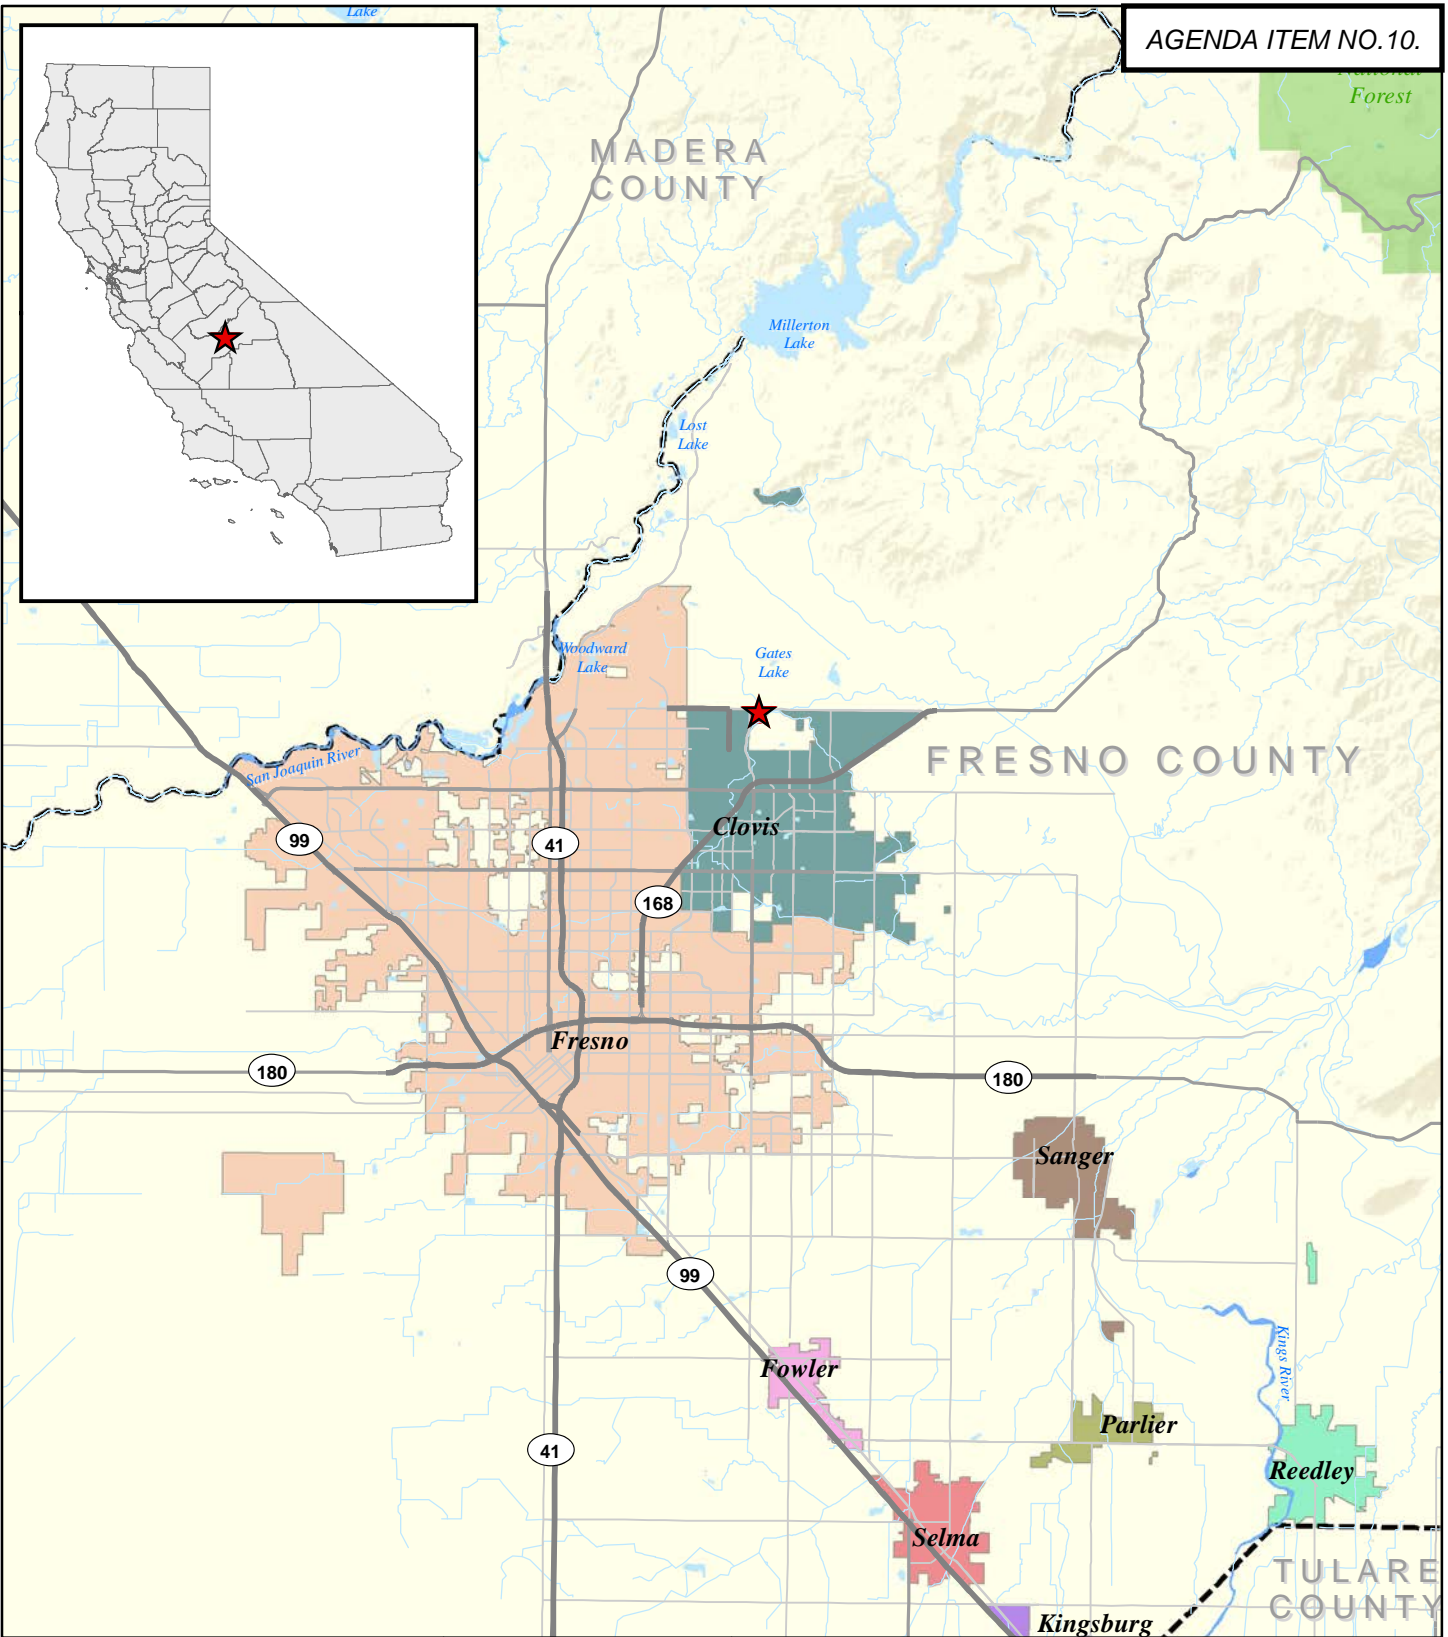 Lake
AGENDA ITEM NO.10.
National
Forest
MADERA
COUNTY
Millerton
Lake
Lost
Lake
Woodward
Lake
Gates
Lake
San Joaquin River
FRESNO COUNTY
Clovis
99
41
168
Fresno
180
180
Sanger
99
Kings River
Fowler
Parlier
41
Reedley
Selma
TULARE
COUNTY
Kingsburg